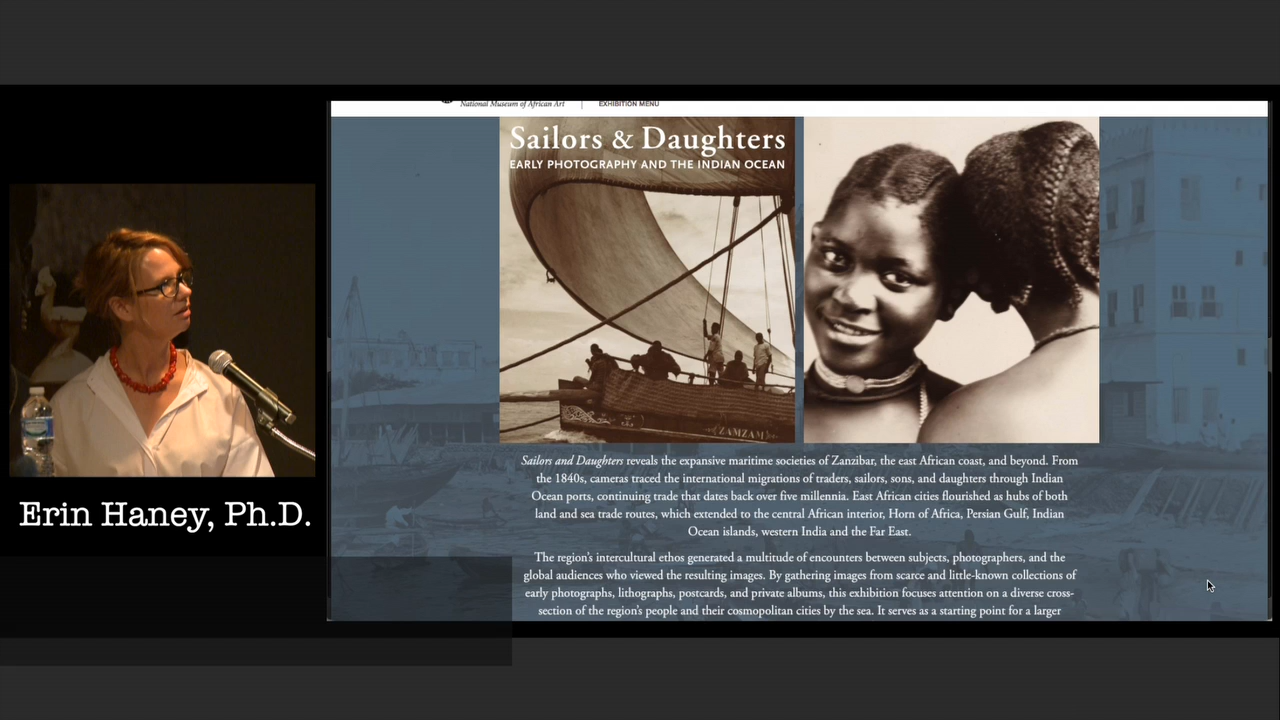 National Museum of African Art
EXHIBITION MENU
Sailors & Daughters
EARLY PHOTOGRAPHY AND THE INDIAN OCEAN
ZAMZAM
Sailors and Daughters reveals the expansive maritime societies of Zanzibar, the east African coast, and beyond. From
the 1840s, cameras traced the international migrations of traders, sailors, sons, and daughters through Indian
Ocean ports, continuing trade that dates back over five millennia. East African cities flourished as hubs of both
land and sea trade routes, which extended to the central African interior, Horn of Africa, Persian Gulf, Indian
Ocean islands, western India and the Far East.
The region's intercultural ethos generated a multitude of encounters between subjects, photographers, and the
global audiences who viewed the resulting images. By gathering images from scarce and little-known collections of
early photographs, lithographs, postcards, and private albums, this exhibition focuses attention on a diverse cross-
section of the region's people and their cosmopolitan cities by the sea. It serves as a starting point for a larger
Erin Haney, Ph.D.